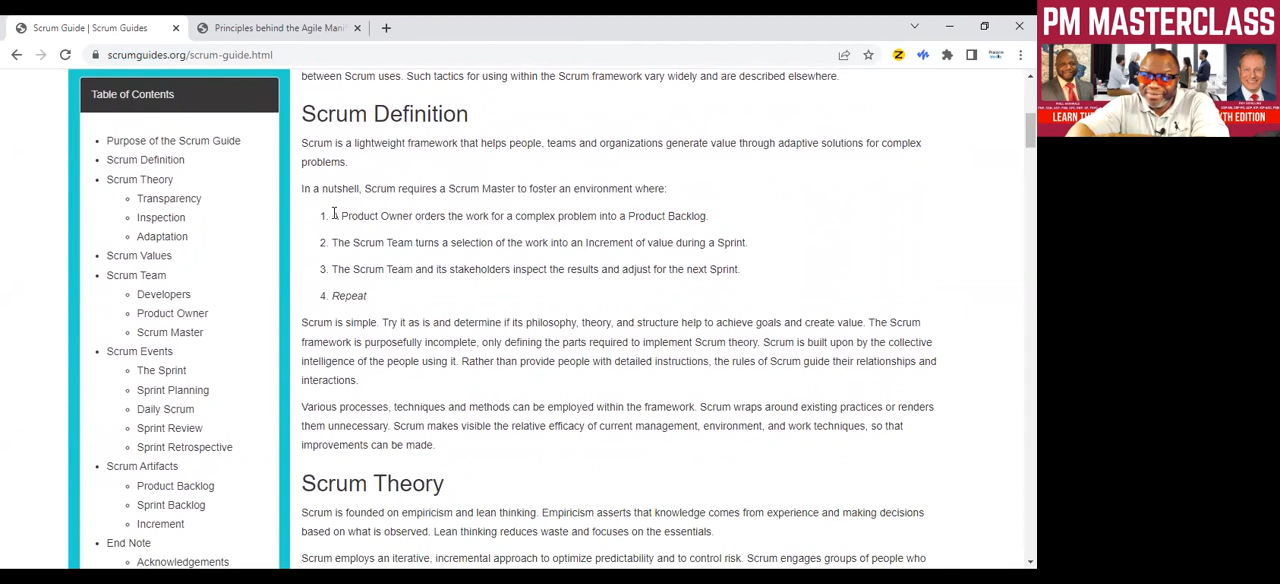 Scrum Guide | Scrum Guides
Principles behind the Agile Mani
scrumguides.org/scrum-guide.html
PM MASTERCLASS
LEARN TH
TH EDITION
Table of Contents
Purpose of the Scrum Guide
Scrum Definition
Scrum Theory
Transparency
Inspection
Adaptation
Scrum Values
Scrum Team
Developers
Product Owner
Scrum Master
Scrum Events
The Sprint
Sprint Planning
Daily Scrum
Sprint Review
Sprint Retrospective
Scrum Artifacts
Product Backlog
Sprint Backlog
Increment
End Note
Acknowledgements
between Scrum uses. Such tactics for using within the Scrum framework vary widely and are described elsewhere.
Scrum Definition
Scrum is a lightweight framework that helps people, teams and organizations generate value through adaptive solutions for complex
problems.
In a nutshell, Scrum requires a Scrum Master to foster an environment where:
1. A Product Owner orders the work for a complex problem into a Product Backlog.
2. The Scrum Team turns a selection of the work into an Increment of value during a Sprint.
3. The Scrum Team and its stakeholders inspect the results and adjust for the next Sprint.
4. Repeat
Scrum is simple. Try it as is and determine if its philosophy, theory, and structure help to achieve goals and create value. The Scrum
framework is purposefully incomplete, only defining the parts required to implement Scrum theory. Scrum is built upon by the collective
intelligence of the people using it. Rather than provide people with detailed instructions, the rules of Scrum guide their relationships and
interactions.
Various processes, techniques and methods can be employed within the framework. Scrum wraps around existing practices or renders
them unnecessary. Scrum makes visible the relative efficacy of current management, environment, and work techniques, so that
improvements can be made.
Scrum Theory
Scrum is founded on empiricism and lean thinking. Empiricism asserts that knowledge comes from experience and making decisions
based on what is observed. Lean thinking reduces waste and focuses on the essentials.
Scrum employs an iterative, incremental approach to optimize predictability and to control risk. Scrum engages groups of people who